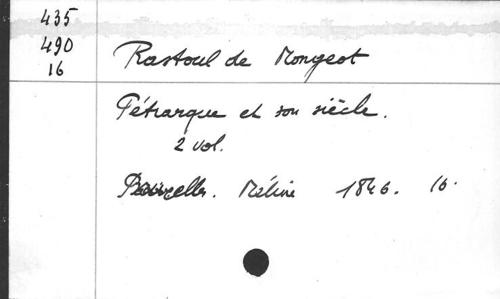 435
490
16
Rastoul de Mongeot
Pétrarque et son siècle.
2 vol.
Bruxelles. Méline 1846. 16.